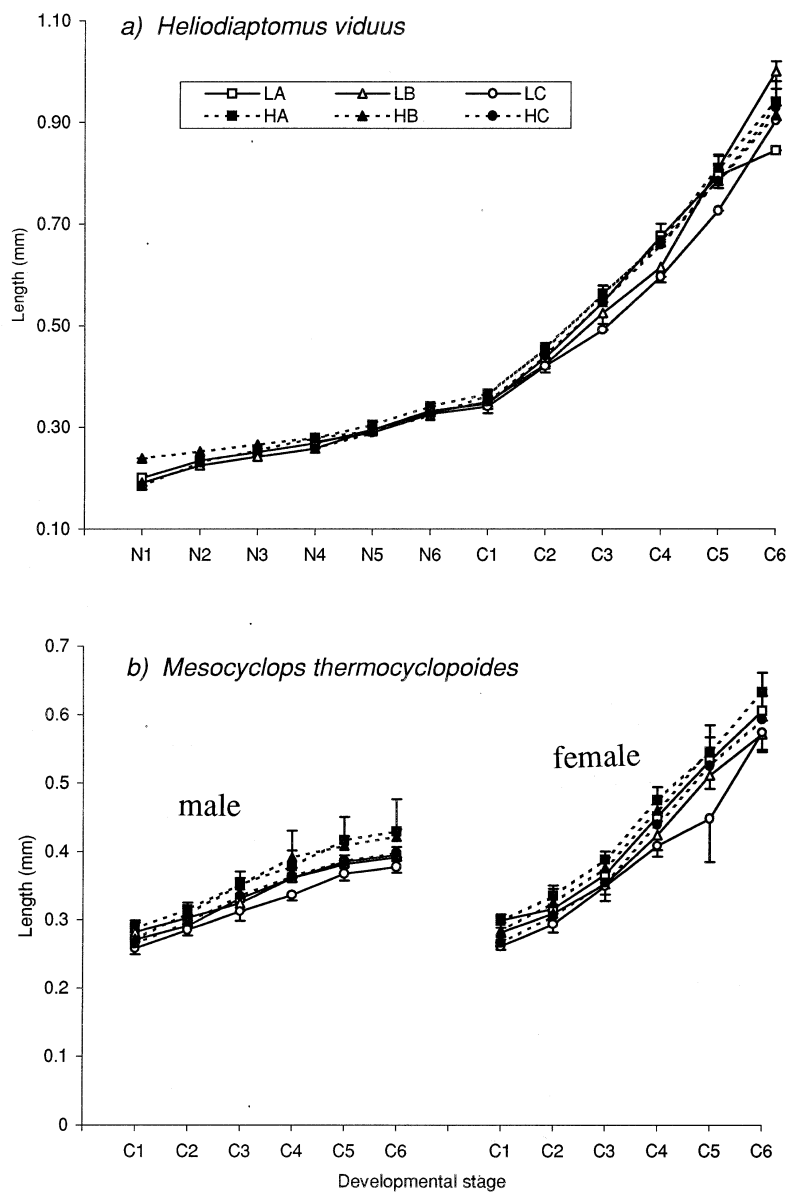 a) Heliodiaptomus viduus
LA LB LC
HA HB HC
1.10
0.90
0.70
0.50
0.30
0.10
Length (mm)
N1 N2 N3 N4 N5 N6 C1 C2 C3 C4 C5 C6
b) Mesocyclops thermocyclopoides
male
female
0.7
0.6
0.5
0.4
0.3
0.2
0.1
0
Length (mm)
C1 C2 C3 C4 C5 C6 C1 C2 C3 C4 C5 C6
Developmental stage